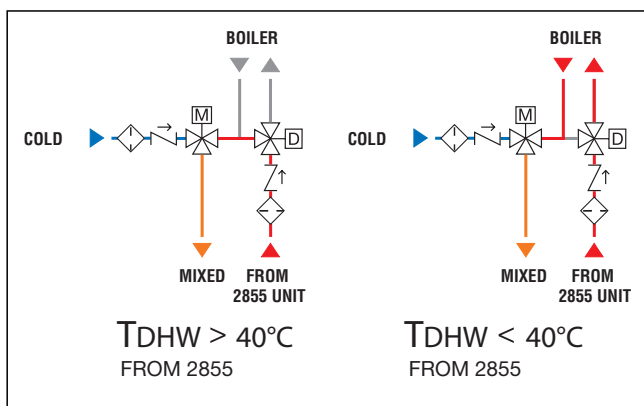 BOILER
M
COLD
D
MIXED
FROM
2855 UNIT
TDHW > 40°C
FROM 2855
BOILER
M
COLD
D
MIXED
FROM
2855 UNIT
TDHW < 40°C
FROM 2855